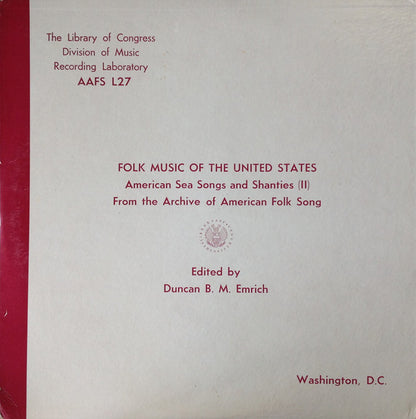 The Library of Congress
Division of Music
Recording Laboratory
AAFS L27
FOLK MUSIC OF THE UNITED STATES
American Sea Songs and Shanties (II)
From the Archive of American Folk Song
Edited by
Duncan B. M. Emrich
Washington, D.C.